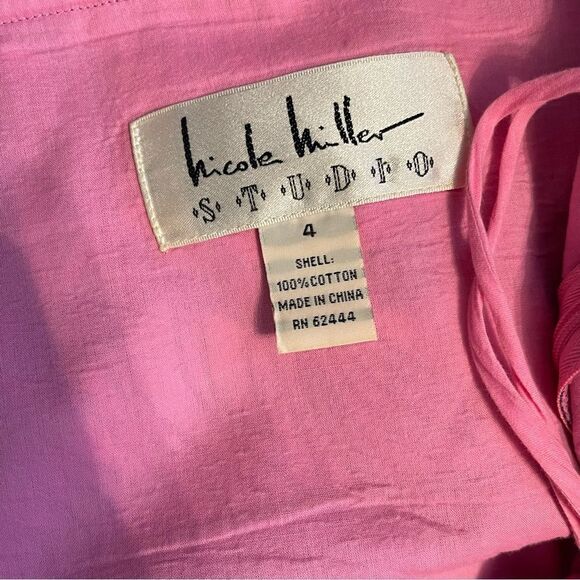 nicole miller
STUDIO
4
SHELL:
100% COTTON
MADE IN CHINA
RN 62444